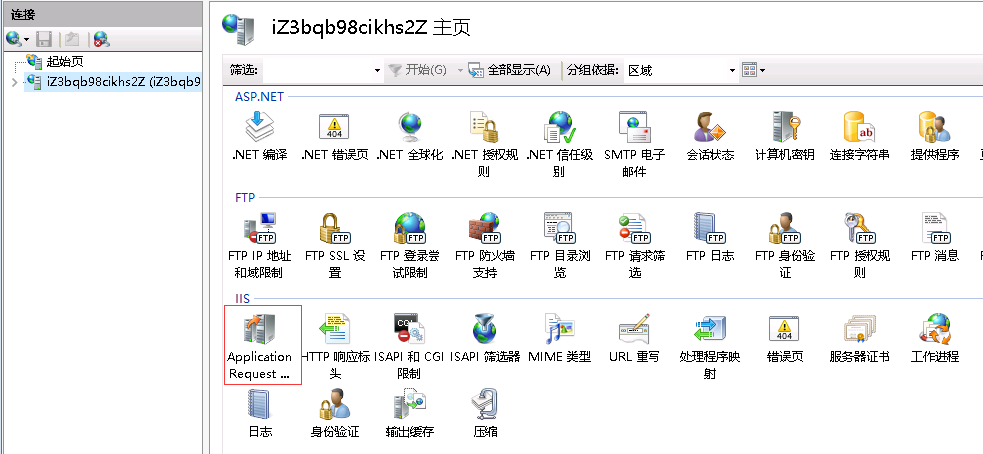 连接
起始页
iZ3bqb98cikhs2Z (iZ3bqb9
iZ3bqb98cikhs2Z 主页
筛选: 开始(G) 全部显示(A) 分组依据: 区域
ASP.NET
.NET 编译 .NET 错误页 .NET 全球化 .NET 授权规则 .NET 信任级别 SMTP 电子邮件 会话状态 计算机密钥 连接字符串 提供程序
FTP
FTP IP 地址和域限制 FTP SSL 设置 FTP 登录尝试限制 FTP 防火墙支持 FTP 目录浏览 FTP 请求筛选 FTP 日志 FTP 身份验证 FTP 授权规则 FTP 消息
IIS
Application Request ... HTTP 响应标头 ISAPI 和 CGI 限制 ISAPI 筛选器 MIME 类型 URL 重写 处理程序映射 错误页 服务器证书 工作进程
日志 身份验证 输出缓存 压缩